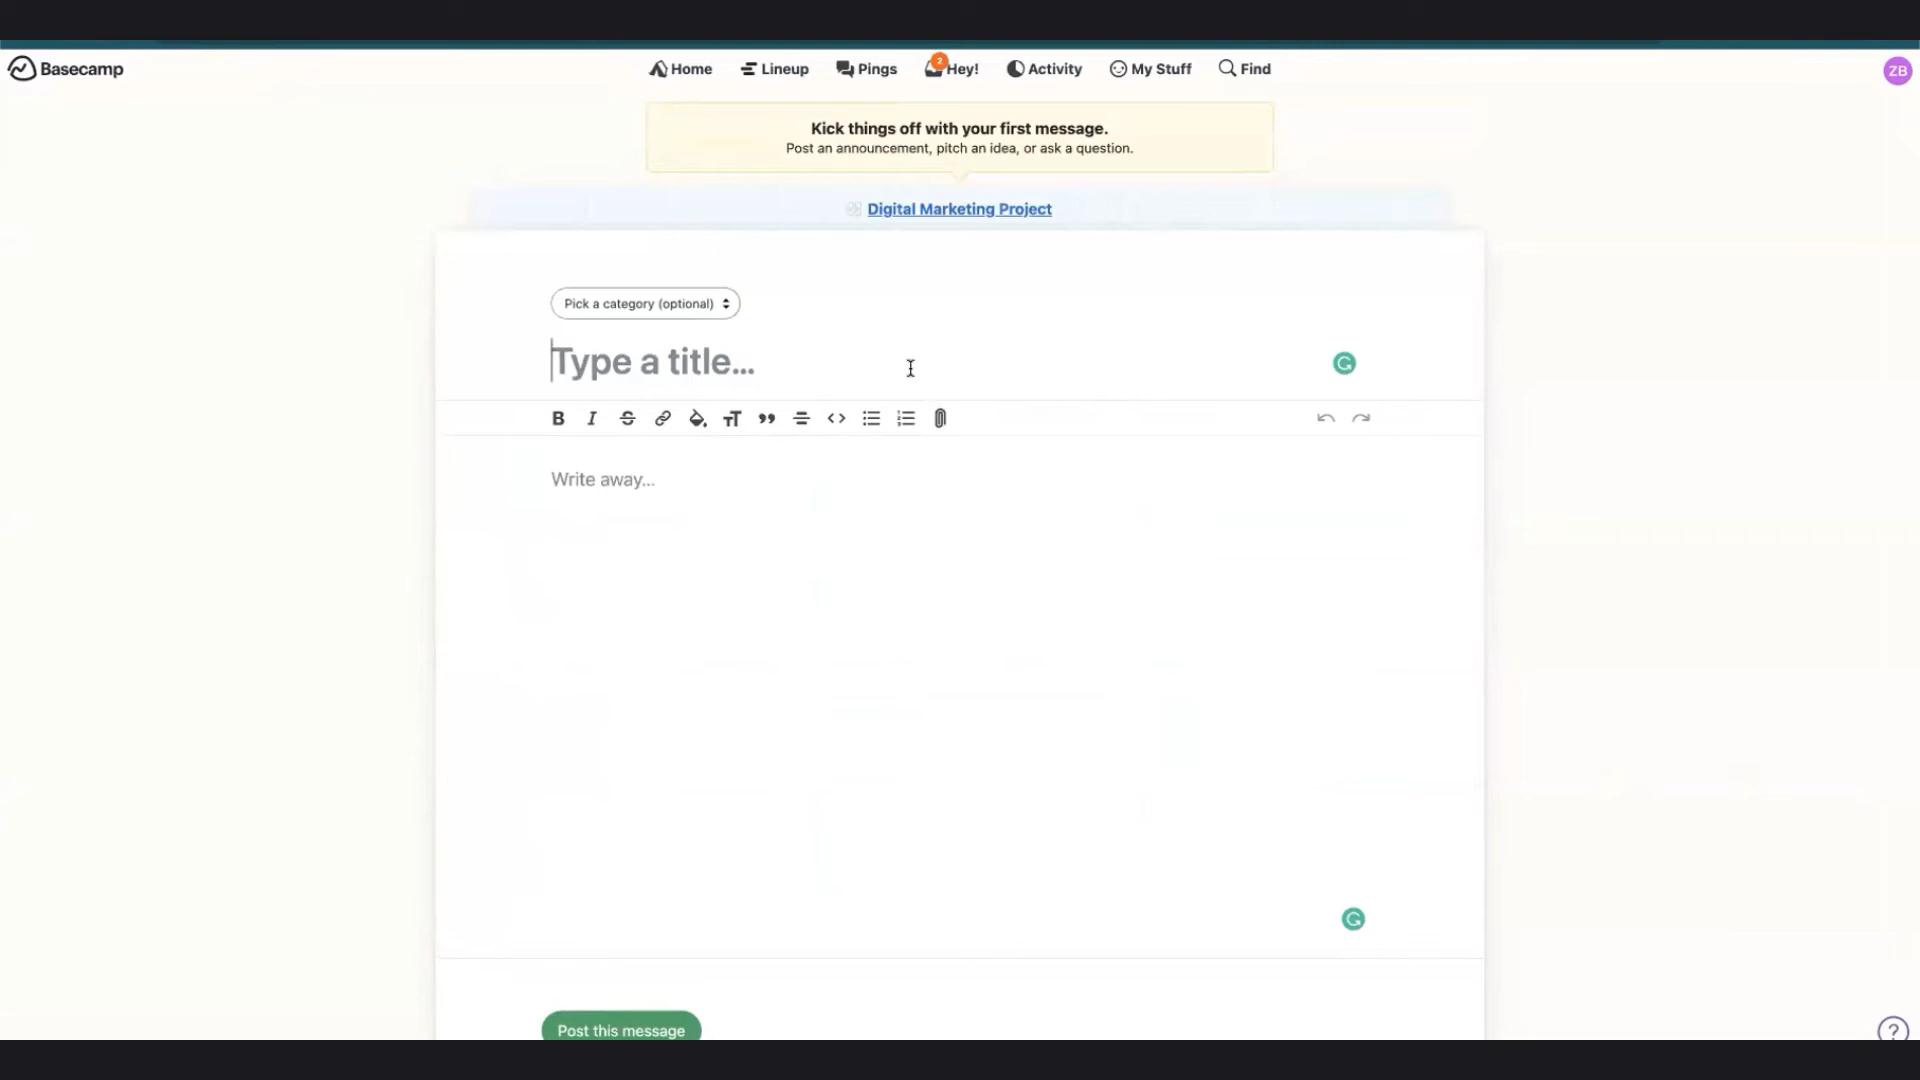 Basecamp
Home Lineup Pings 2 Hey! Activity My Stuff Find
ZB
Kick things off with your first message.
Post an announcement, pitch an idea, or ask a question.
Digital Marketing Project
Pick a category (optional)
Type a title...
Write away...
Post this message
?